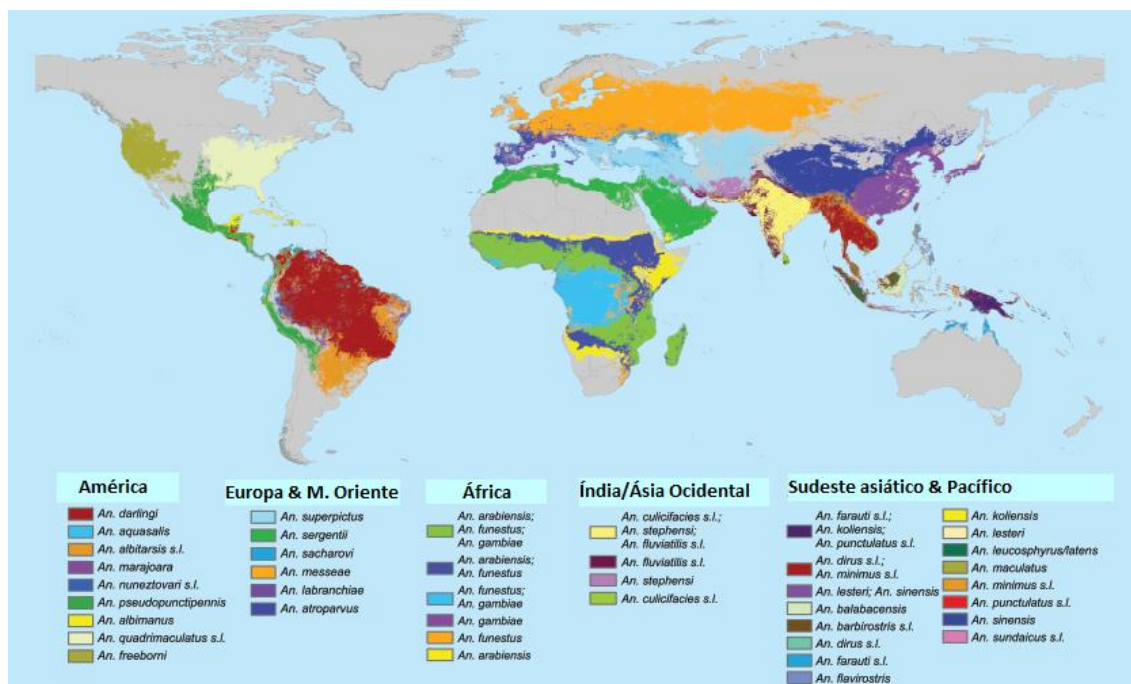 América
An. darlingi
An. aquasalis
An. albitarsis s.l.
An. marajoara
An. nuneztovari s.l.
An. pseudopunctipennis
An. albimanus
An. quadrimaculatus s.l.
An. freeborni
Europa & M. Oriente
An. superpictus
An. sergentii
An. sacharovi
An. messeae
An. labranchiae
An. atroparvus
África
An. arabiensis;
An. funestus;
An. gambiae
An. arabiensis;
An. funestus
An. funestus;
An. gambiae
An. gambiae
An. funestus
An. arabiensis
Índia/Ásia Ocidental
An. culicifacies s.l.;
An. stephensi;
An. fluviatilis s.l.
An. fluviatilis s.l.
An. stephensi
An. culicifacies s.l.
Sudeste asiático & Pacífico
An. farauti s.l.;
An. koliensis;
An. punctulatus s.l.
An. dirus s.l.;
An. minimus s.l.
An. lesteri; An. sinensis
An. balabacensis
An. barbirostris s.l.
An. dirus s.l.
An. farauti s.l.
An. flavirostris
An. koliensis
An. lesteri
An. leucosphyrus/latens
An. maculatus
An. minimus s.l.
An. punctulatus s.l.
An. sinensis
An. sundaicus s.l.